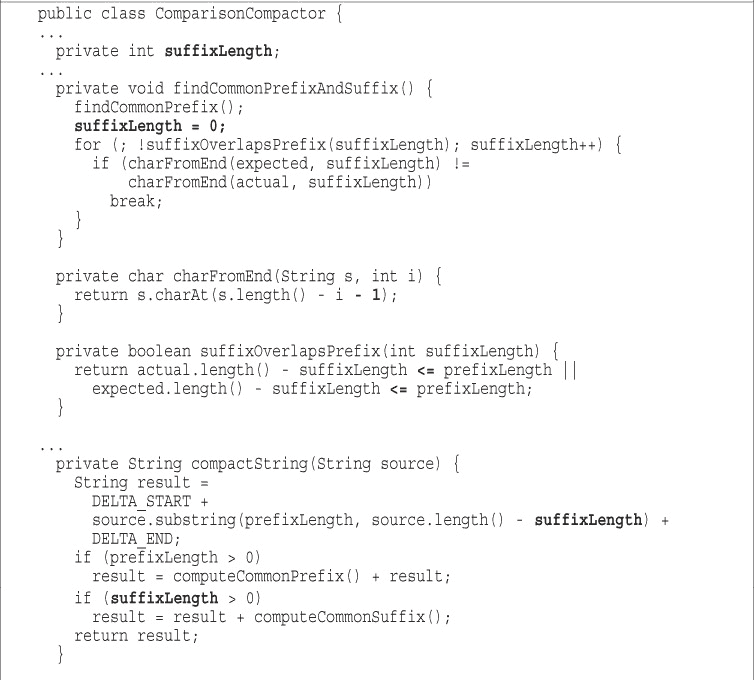 public class ComparisonCompactor {
...
private int suffixLength;
...
private void findCommonPrefixAndSuffix() {
findCommonPrefix();
suffixLength = 0;
for (; !suffixOverlapsPrefix(suffixLength); suffixLength++) {
if (charFromEnd(expected, suffixLength) !=
charFromEnd(actual, suffixLength))
break;
}
}
private char charFromEnd(String s, int i) {
return s.charAt(s.length() - i - 1);
}
private boolean suffixOverlapsPrefix(int suffixLength) {
return actual.length() - suffixLength <= prefixLength ||
expected.length() - suffixLength <= prefixLength;
}
...
private String compactString(String source) {
String result =
DELTA_START +
source.substring(prefixLength, source.length() - suffixLength) +
DELTA_END;
if (prefixLength > 0)
result = computeCommonPrefix() + result;
if (suffixLength > 0)
result = result + computeCommonSuffix();
return result;
}